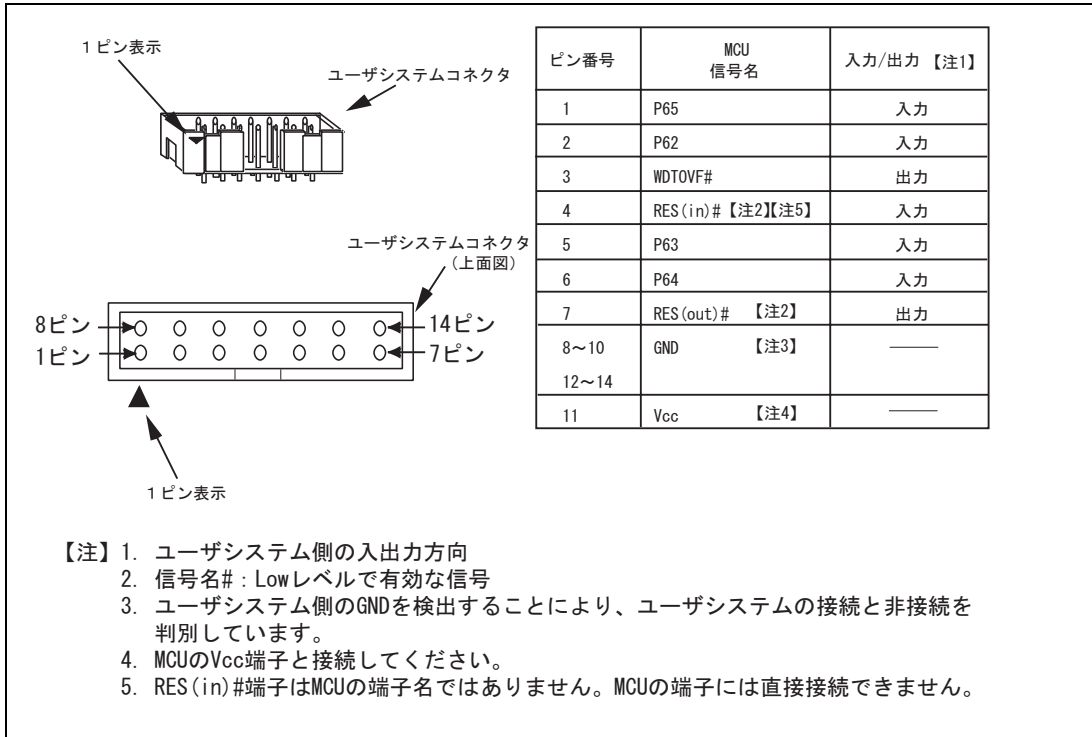 1ピン表示
ユーザシステムコネクタ
ユーザシステムコネクタ
(上面図)
8ピン
14ピン
1ピン
7ピン
1ピン表示
ピン番号 MCU 信号名 入力/出力 【注1】
1 P65 入力
2 P62 入力
3 WDTOVF# 出力
4 RES(in)#【注2】【注5】 入力
5 P63 入力
6 P64 入力
7 RES(out)# 【注2】 出力
8～10 GND 【注3】 ───
12～14
11 Vcc 【注4】 ───
【注】1. ユーザシステム側の入出力方向
2. 信号名#:Lowレベルで有効な信号
3. ユーザシステム側のGNDを検出することにより、ユーザシステムの接続と非接続を
判別しています。
4. MCUのVcc端子と接続してください。
5. RES(in)#端子はMCUの端子名ではありません。MCUの端子には直接接続できません。